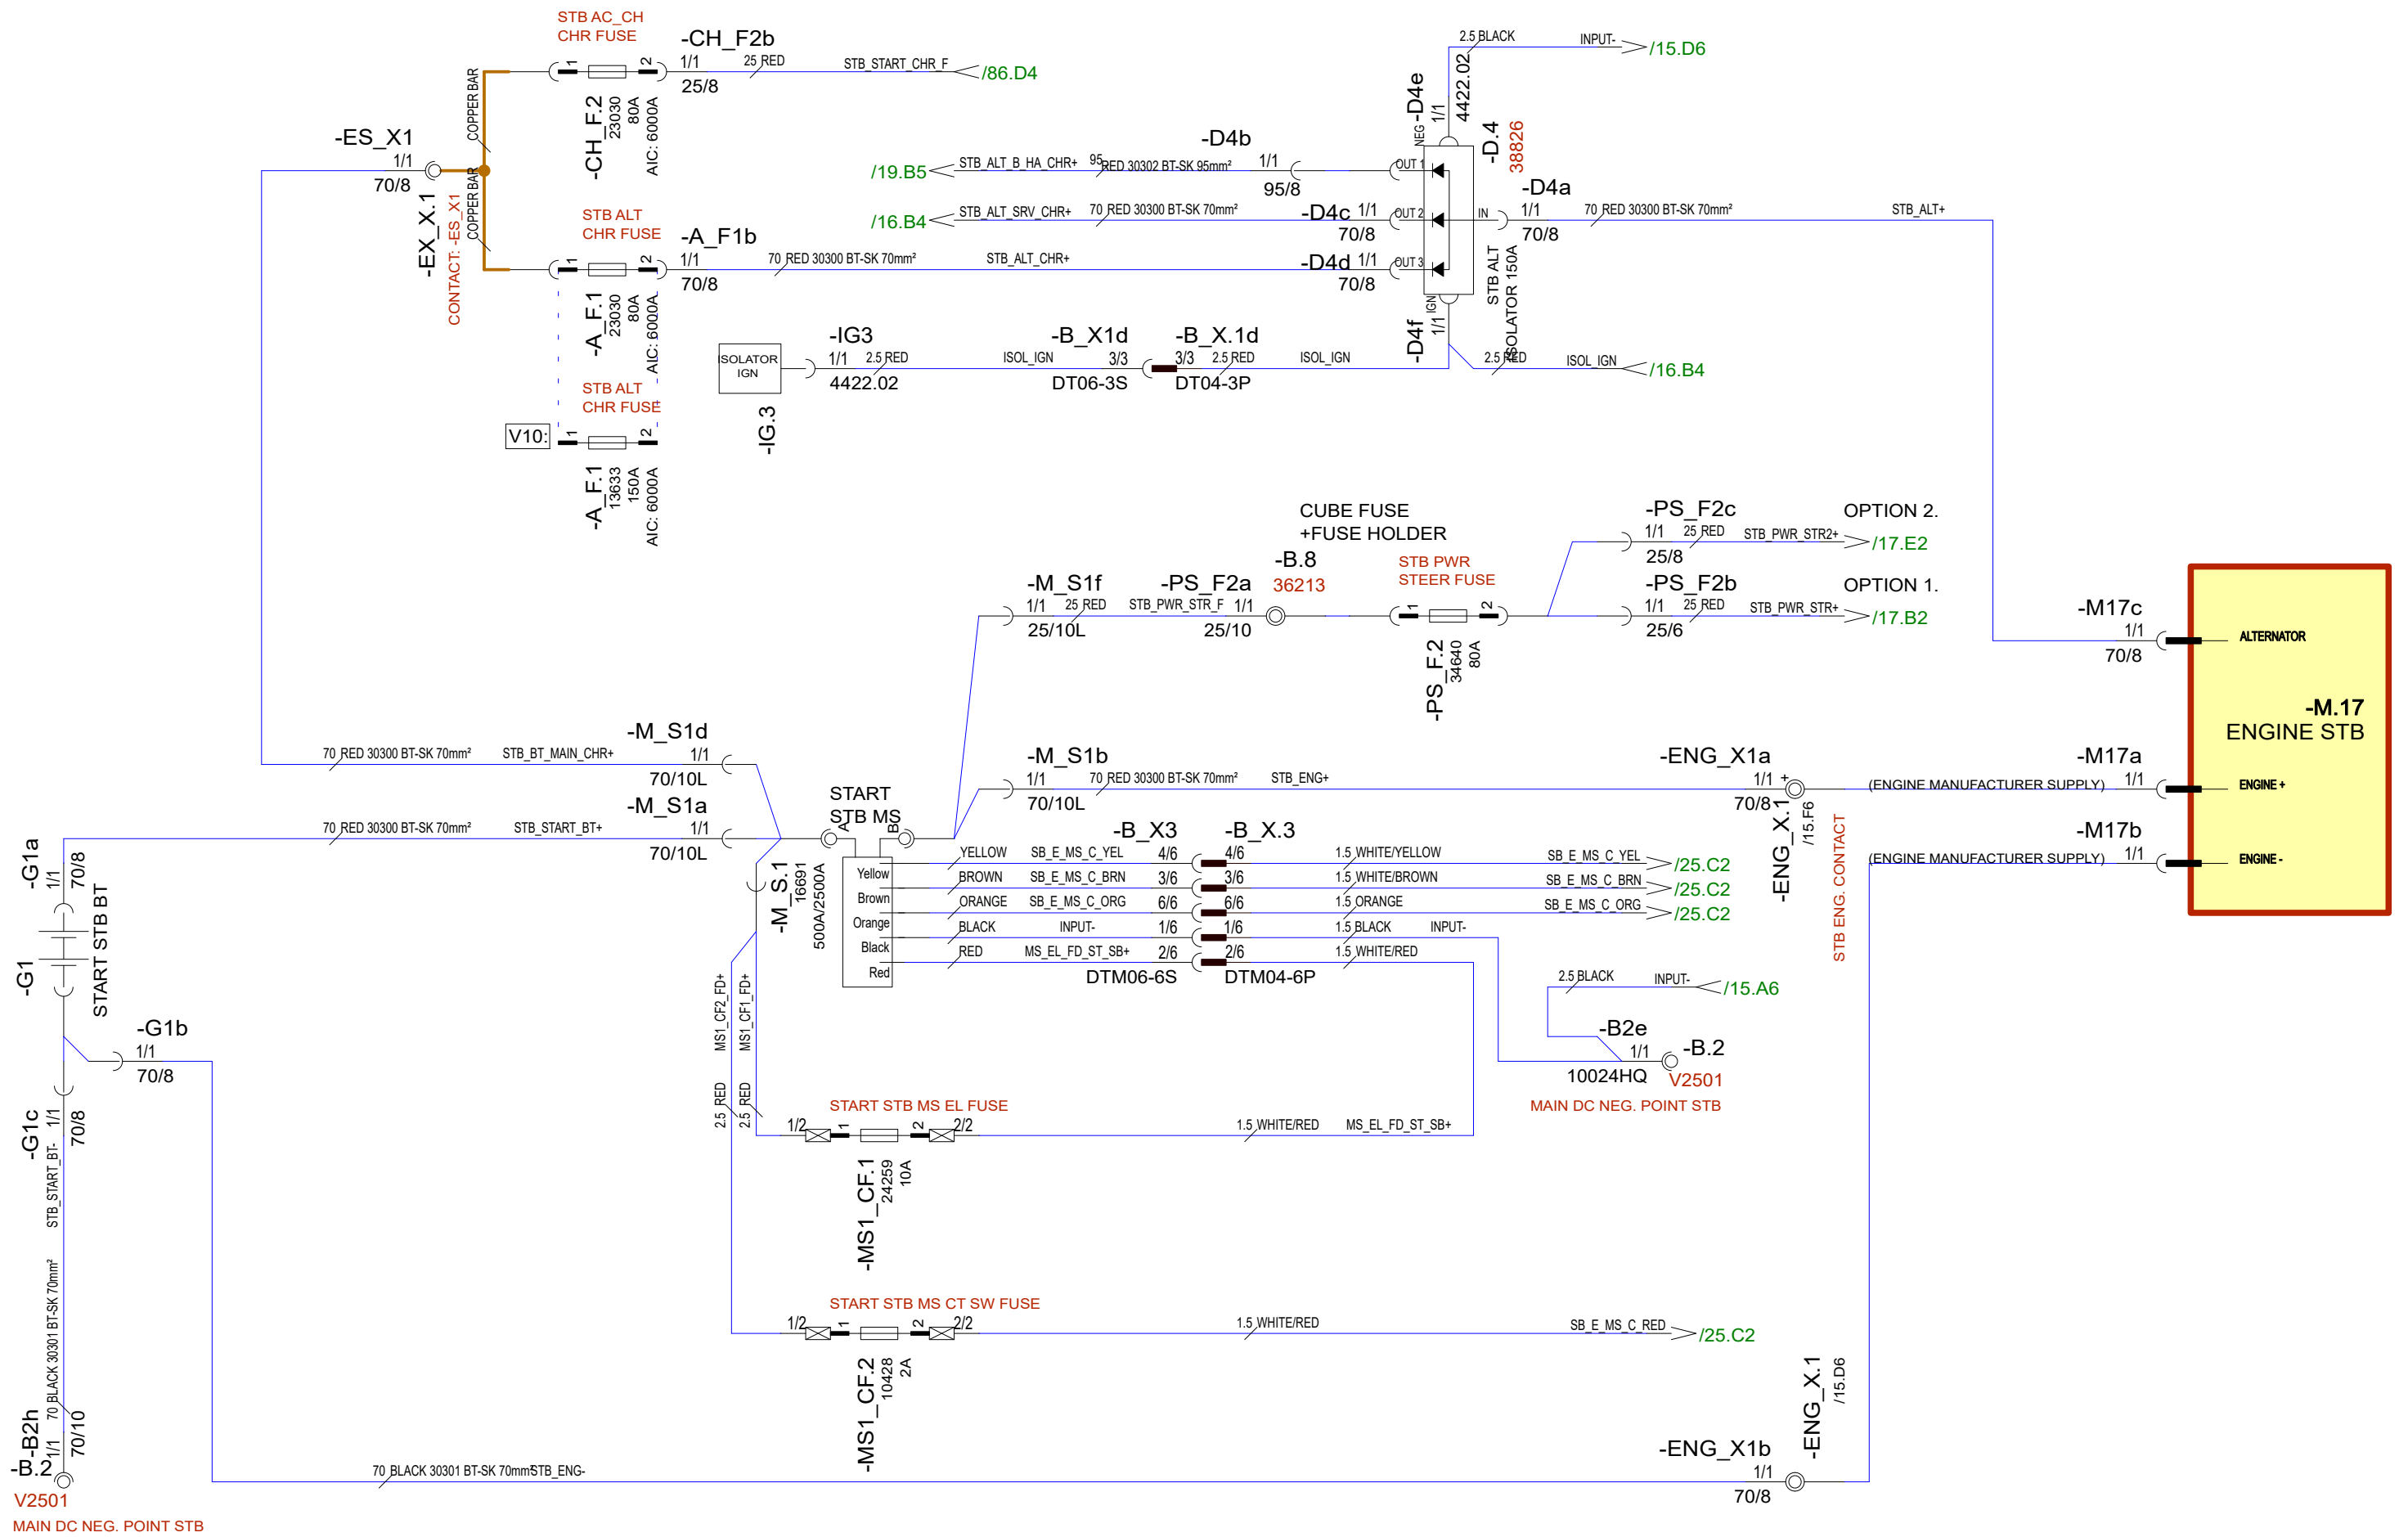 STB AC_CH
CHR FUSE
-CH_F2b
1/1
25 RED
STB_START_CHR_F
/86.D4
25/8
1
2
-CH_F.2
23030
80A
AIC: 6000A
COPPER BAR
COPPER BAR
-ES_X1
1/1
70/8
-EX_X.1
CONTACT: -ES_X1
STB ALT
CHR FUSE
-A_F1b
1/1
70/8
70 RED 30300 BT-SK 70mm²
STB_ALT_CHR+
1
2
-A_F.1
23030
80A
AIC: 6000A
STB ALT
CHR FUSE
V10:
1
2
-A_F.1
13633
150A
AIC: 6000A
2.5 BLACK
INPUT-
/15.D6
-D4e
1/1
4422.02
NEG
-D.4
38826
-D4b
/19.B5
STB_ALT_B_HA_CHR+
95
RED 30302 BT-SK 95mm²
1/1
95/8
OUT 1
/16.B4
STB_ALT_SRV_CHR+
70 RED 30300 BT-SK 70mm²
-D4c
1/1
70/8
OUT 2
IN
-D4d
1/1
70/8
OUT 3
-D4a
1/1
70/8
70 RED 30300 BT-SK 70mm²
STB_ALT+
STB ALT
ISOLATOR 150A
IGN
-D4f
1/1
ISOLATOR
IGN
-IG.3
-IG3
1/1
2.5 RED
4422.02
ISOL_IGN
-B_X1d
3/3
DT06-3S
-B_X.1d
3/3
2.5 RED
DT04-3P
ISOL_IGN
2.5 RED
ISOL_IGN
/16.B4
CUBE FUSE
+FUSE HOLDER
-B.8
36213
-M_S1f
1/1
25 RED
25/10L
STB_PWR_STR_F
-PS_F2a
1/1
25/10
STB PWR
STEER FUSE
1
2
-PS_F.2
34640
80A
-PS_F2c
1/1
25 RED
25/8
STB_PWR_STR2+
/17.E2
OPTION 2.
-PS_F2b
1/1
25 RED
25/6
STB_PWR_STR+
/17.B2
OPTION 1.
-M17c
1/1
70/8
ALTERNATOR
-M.17
ENGINE STB
-M17a
1/1
ENGINE +
-M17b
1/1
ENGINE -
(ENGINE MANUFACTURER SUPPLY)
(ENGINE MANUFACTURER SUPPLY)
-M_S1d
70 RED 30300 BT-SK 70mm²
STB_BT_MAIN_CHR+
1/1
70/10L
-M_S1a
70 RED 30300 BT-SK 70mm²
STB_START_BT+
1/1
70/10L
START
STB MS
A
B
-M_S.1
16691
500A/2500A
-M_S1b
1/1
70 RED 30300 BT-SK 70mm²
STB_ENG+
70/10L
-ENG_X1a
1/1
+
70/8
-ENG_X.1
/15.F6
STB ENG. CONTACT
-B_X3
-B_X.3
Yellow
YELLOW
SB_E_MS_C_YEL
4/6
4/6
1.5 WHITE/YELLOW
SB_E_MS_C_YEL
/25.C2
Brown
BROWN
SB_E_MS_C_BRN
3/6
3/6
1.5 WHITE/BROWN
SB_E_MS_C_BRN
/25.C2
Orange
ORANGE
SB_E_MS_C_ORG
6/6
6/6
1.5 ORANGE
SB_E_MS_C_ORG
/25.C2
Black
BLACK
INPUT-
1/6
1/6
1.5 BLACK
INPUT-
Red
RED
MS_EL_FD_ST_SB+
2/6
2/6
1.5 WHITE/RED
DTM06-6S
DTM04-6P
2.5 BLACK
INPUT-
/15.A6
-B2e
1/1
10024HQ
-B.2
V2501
MAIN DC NEG. POINT STB
-G1a
1/1
70/8
-G1
START STB BT
-G1b
1/1
70/8
-G1c
1/1
70/8
STB_START_BT-
70 BLACK 30301 BT-SK 70mm²
-B2h
1/1
70/10
-B.2
V2501
MAIN DC NEG. POINT STB
MS1_CF2_FD+
2.5 RED
MS1_CF1_FD+
2.5 RED
START STB MS EL FUSE
1/2
1
2
2/2
1.5 WHITE/RED
MS_EL_FD_ST_SB+
-MS1_CF.1
24259
10A
START STB MS CT SW FUSE
1/2
1
2
2/2
1.5 WHITE/RED
SB_E_MS_C_RED
/25.C2
-MS1_CF.2
10428
2A
70 BLACK 30301 BT-SK 70mm²
STB_ENG-
-ENG_X1b
1/1
70/8
-ENG_X.1
/15.D6